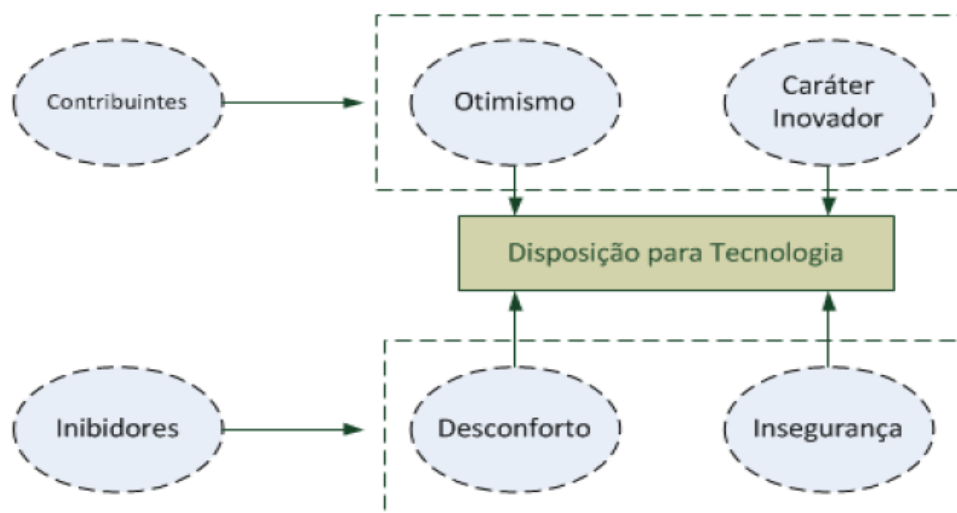 Contribuintes
Otimismo
Caráter
Inovador
Disposição para Tecnologia
Inibidores
Desconforto
Insegurança